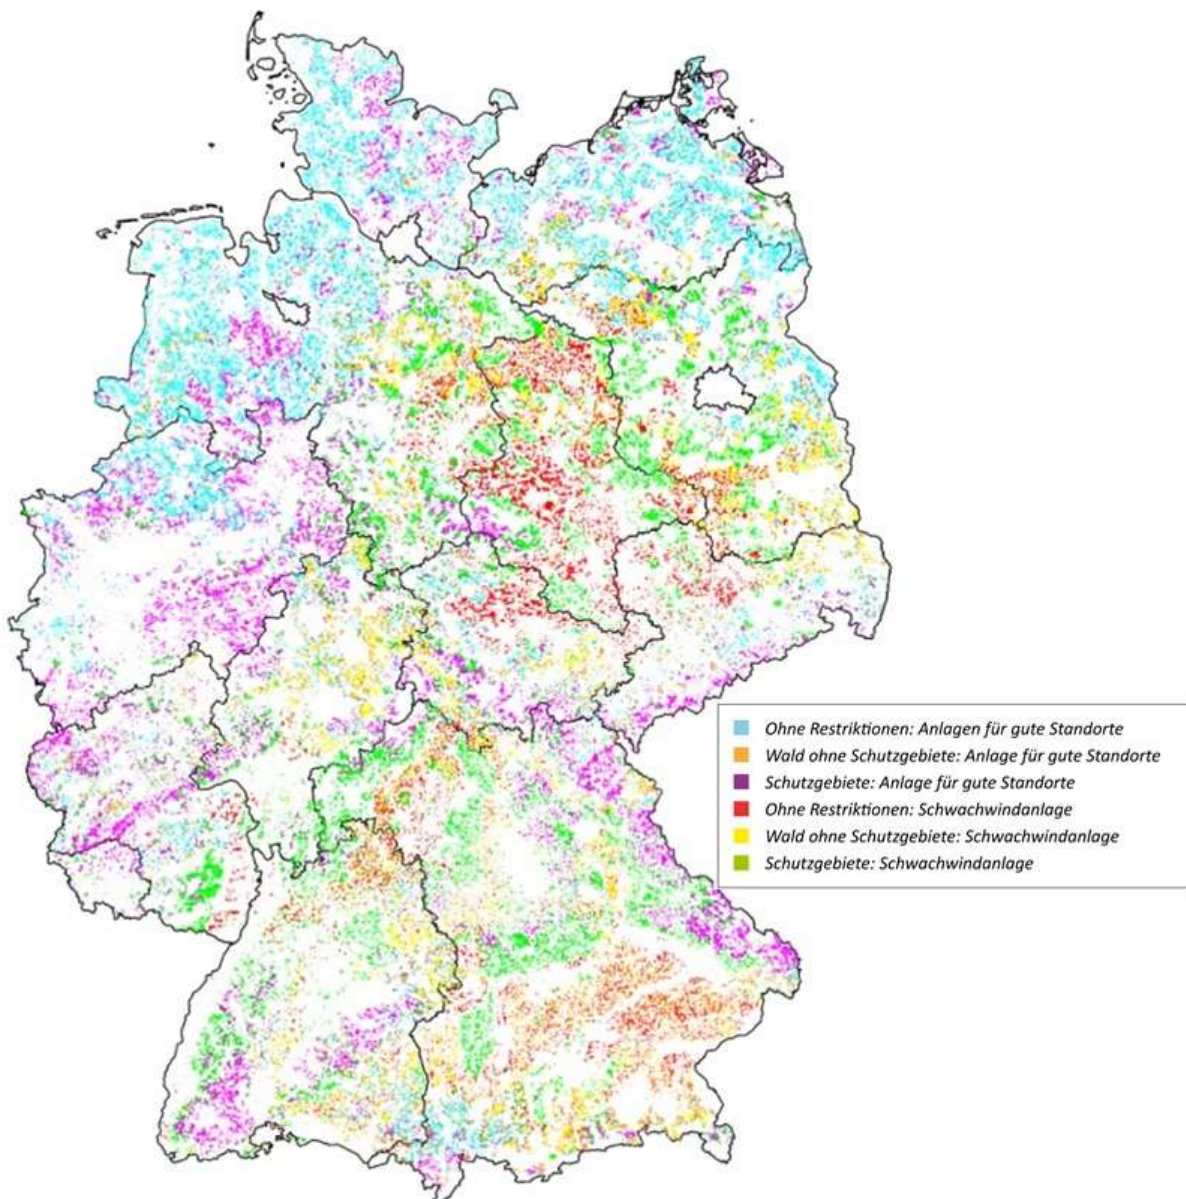 Ohne Restriktionen: Anlagen für gute Standorte
Wald ohne Schutzgebiete: Anlage für gute Standorte
Schutzgebiete: Anlage für gute Standorte
Ohne Restriktionen: Schwachwindanlage
Wald ohne Schutzgebiete: Schwachwindanlage
Schutzgebiete: Schwachwindanlage